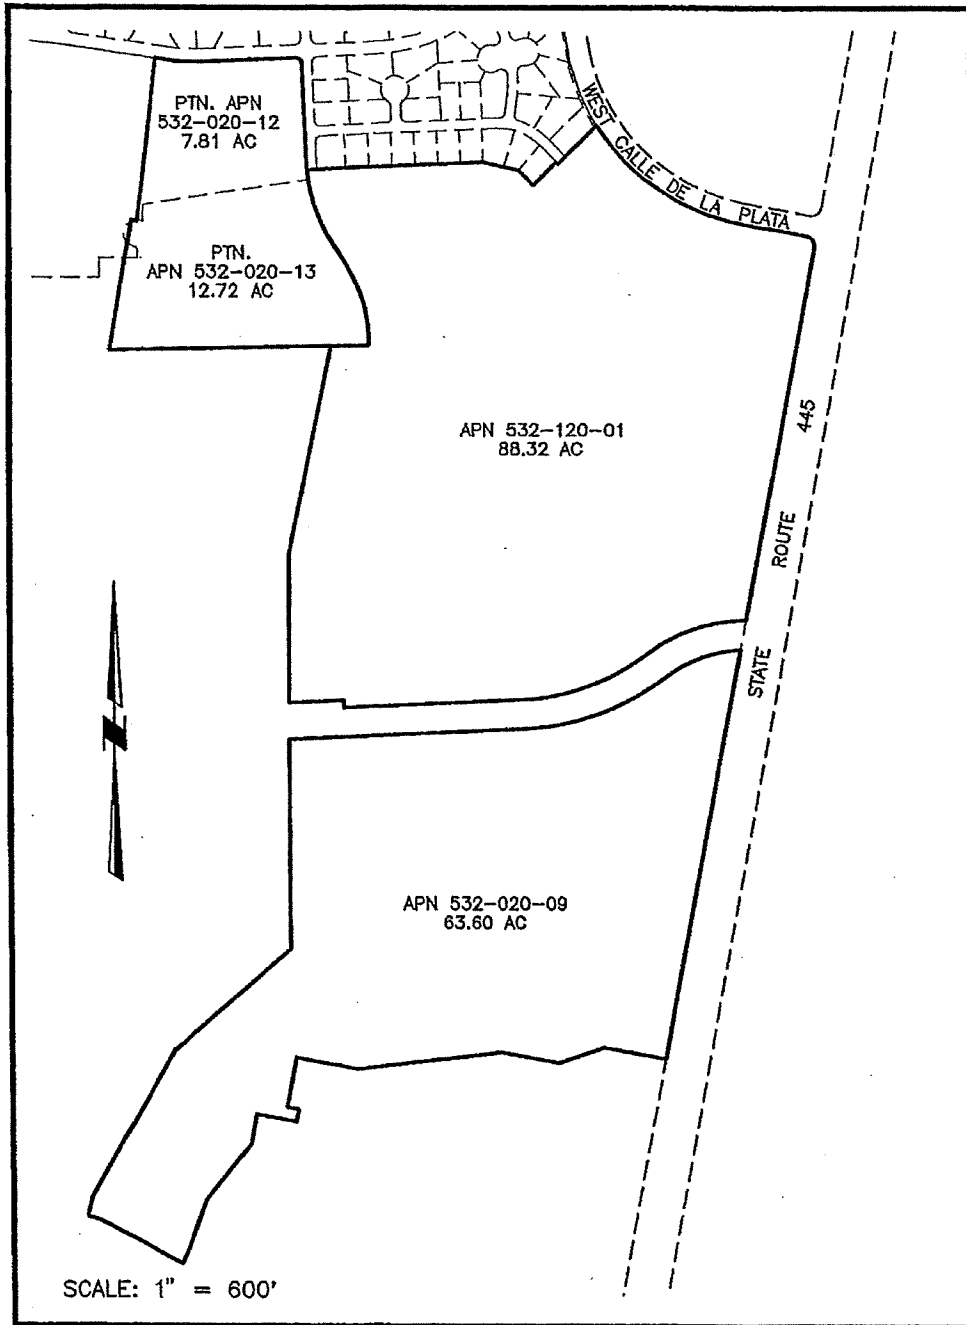 PTN. APN
532-020-12
7.81 AC
WEST CALLE DE LA PLATA
PTN.
APN 532-020-13
12.72 AC
APN 532-120-01
88.32 AC
STATE ROUTE 445
N
APN 532-020-09
63.60 AC
SCALE: 1" = 600'